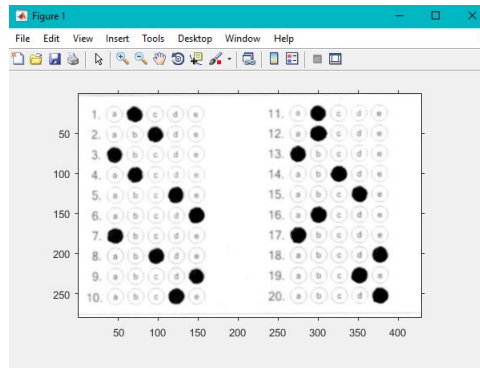 Figure 1
File Edit View Insert Tools Desktop Window Help
1. a c d e
2. a b d e
3. b c d e
4. a c d e
5. a b c e
6. a b c d
7. b c d e
8. a b d e
9. a b c d
10. a b c e
11. a c d e
12. a c d e
13. b c d e
14. a b d e
15. a b c e
16. a c d e
17. b c d e
18. a b c d
19. a b c e
20. a b c d
50
100
150
200
250
50 100 150 200 250 300 350 400